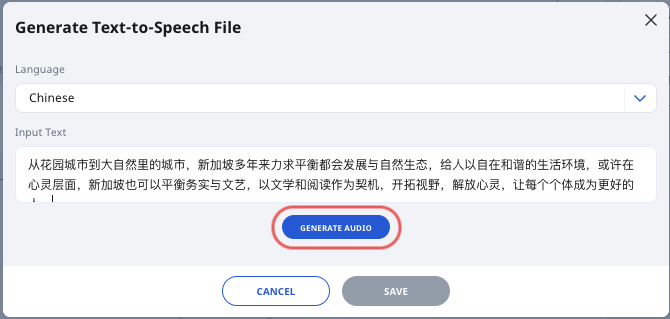 Generate Text-to-Speech File
Language
Chinese
Input Text
从花园城市到大自然里的城市，新加坡多年来力求平衡都会发展与自然生态，给人以自在和谐的生活环境，或许在
心灵层面，新加坡也可以平衡务实与文艺，以文学和阅读作为契机，开拓视野，解放心灵，让每个个体成为更好的
GENERATE AUDIO
CANCEL
SAVE